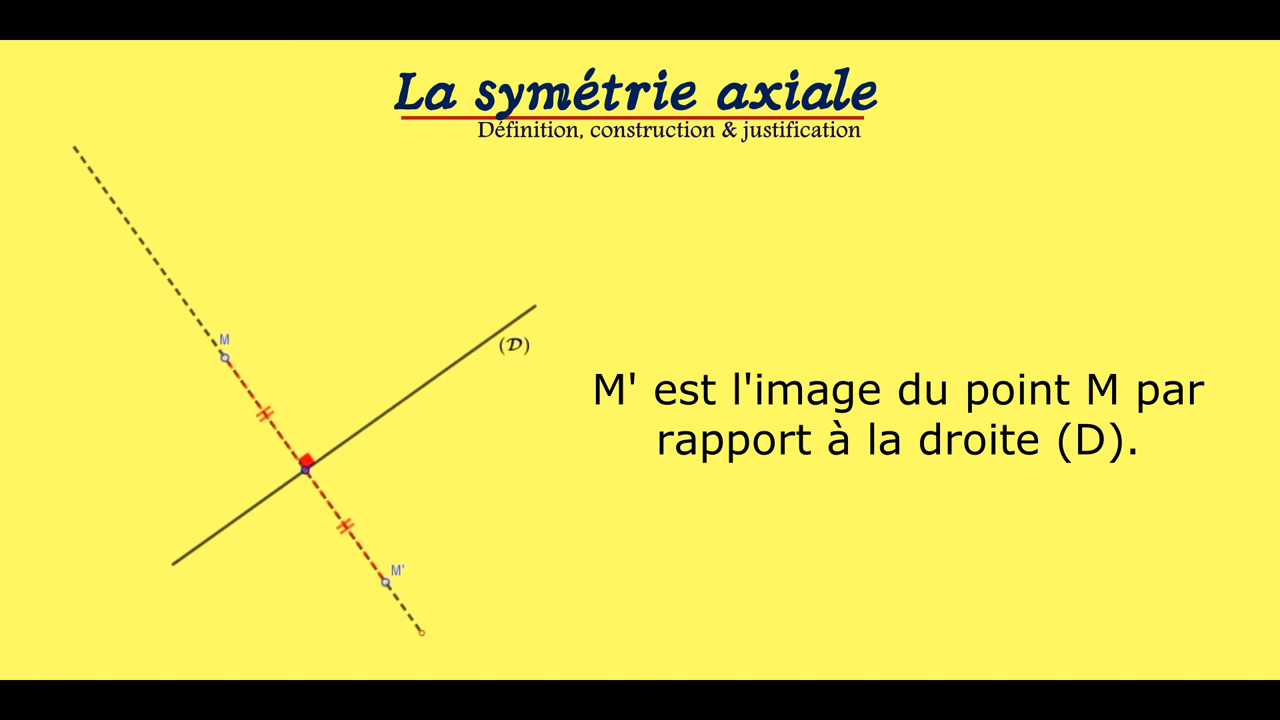 La symétrie axiale
Définition, construction & justification
M
(D)
M' est l'image du point M par
rapport à la droite (D).
M'